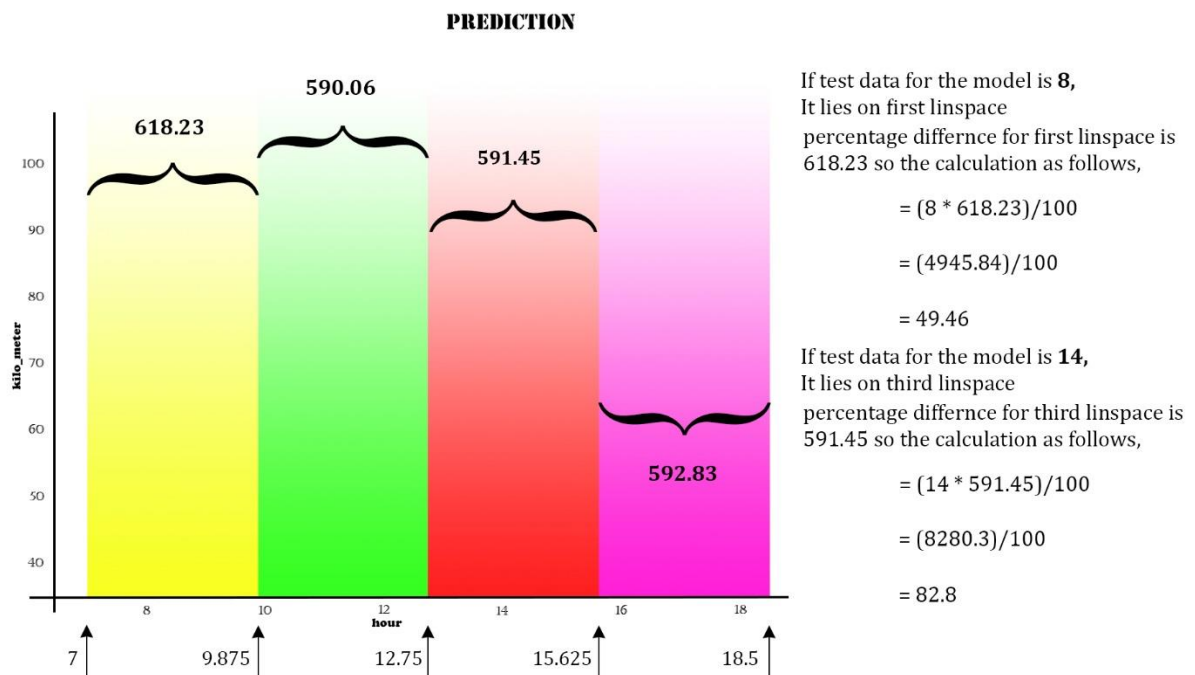 PREDICTION
618.23
590.06
591.45
592.83
kilo_meter
100
90
80
70
60
50
40
8
10
12
14
16
18
hour
7
9.875
12.75
15.625
18.5
If test data for the model is 8,
It lies on first linspace
percentage differnce for first linspace is
618.23 so the calculation as follows,
= (8 * 618.23)/100
= (4945.84)/100
= 49.46
If test data for the model is 14,
It lies on third linspace
percentage differnce for third linspace is
591.45 so the calculation as follows,
= (14 * 591.45)/100
= (8280.3)/100
= 82.8